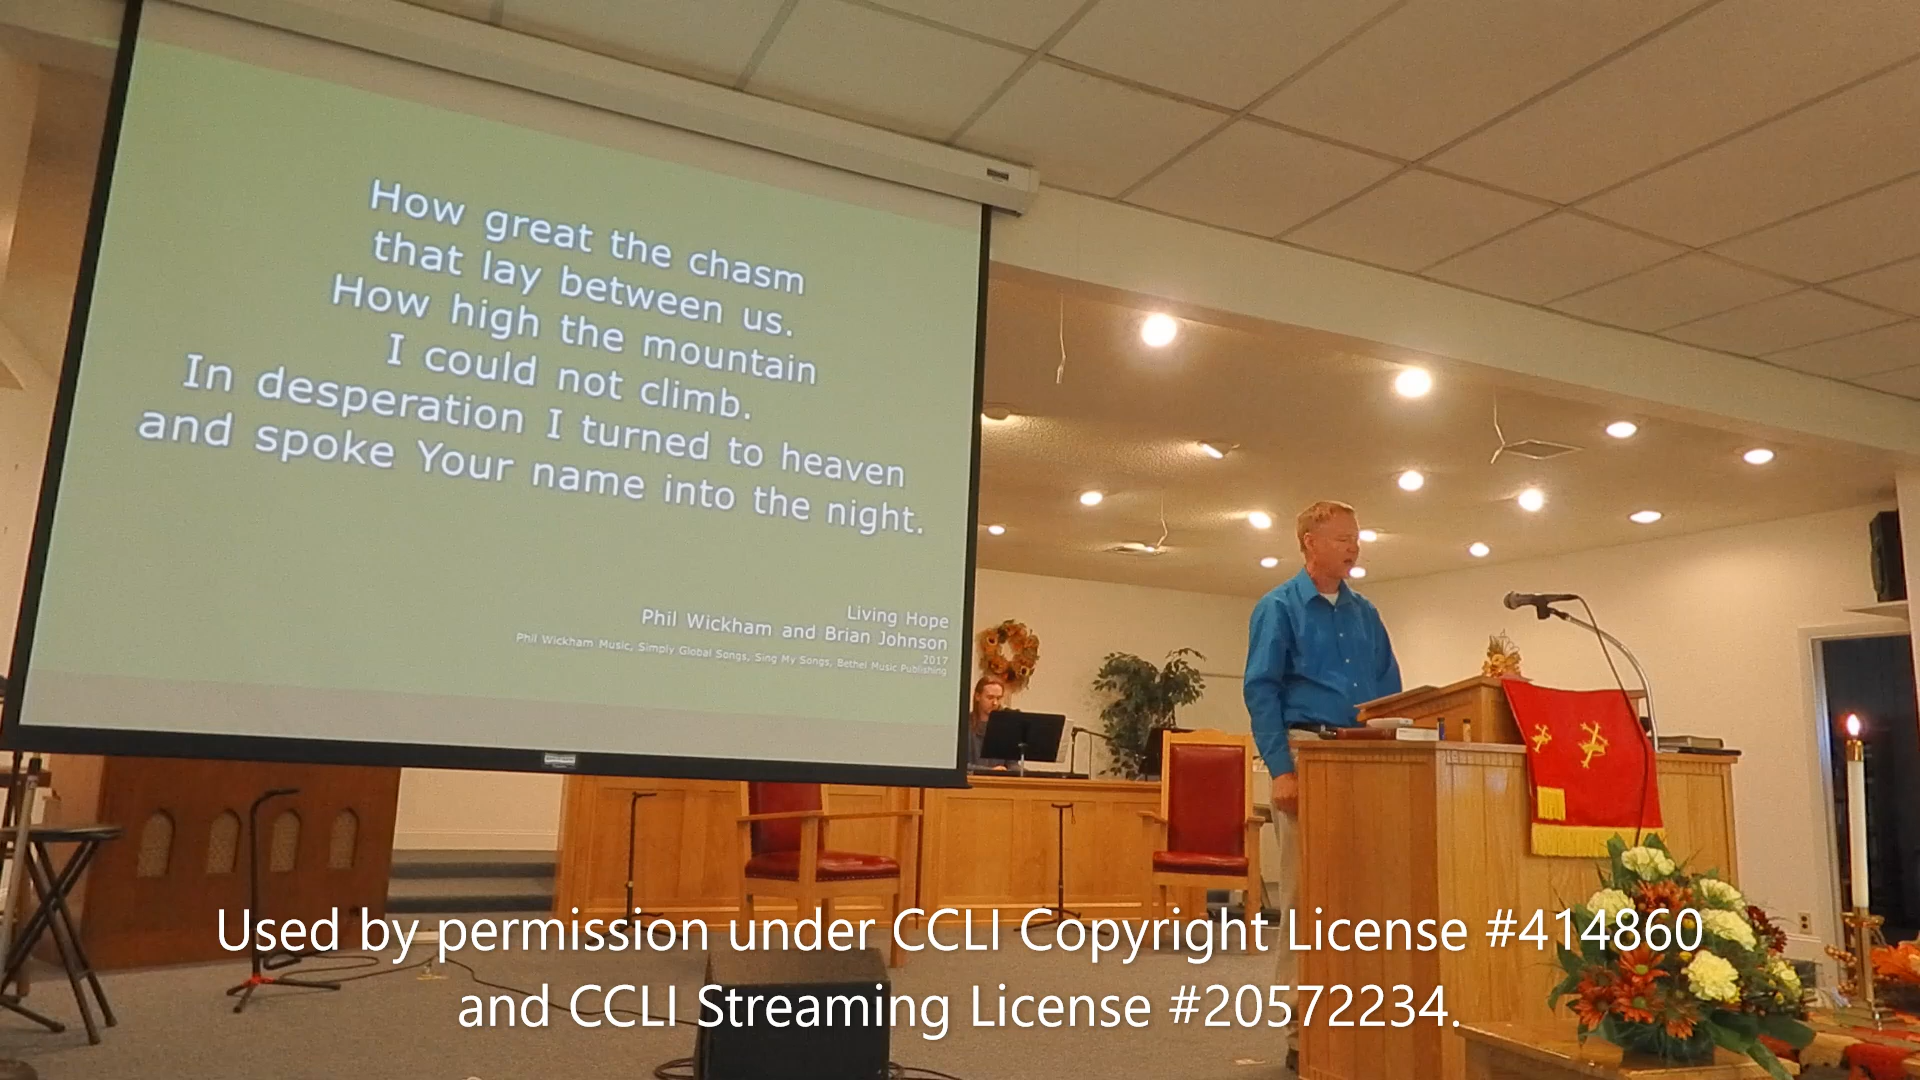 How great the chasm
that lay between us.
How high the mountain
I could not climb.
In desperation I turned to heaven
and spoke Your name into the night.
Living Hope
Phil Wickham and Brian Johnson
2017
Phil Wickham Music, Simply Global Songs, Sing My Songs, Bethel Music Publishing
Used by permission under CCLI Copyright License #414860
and CCLI Streaming License #20572234.